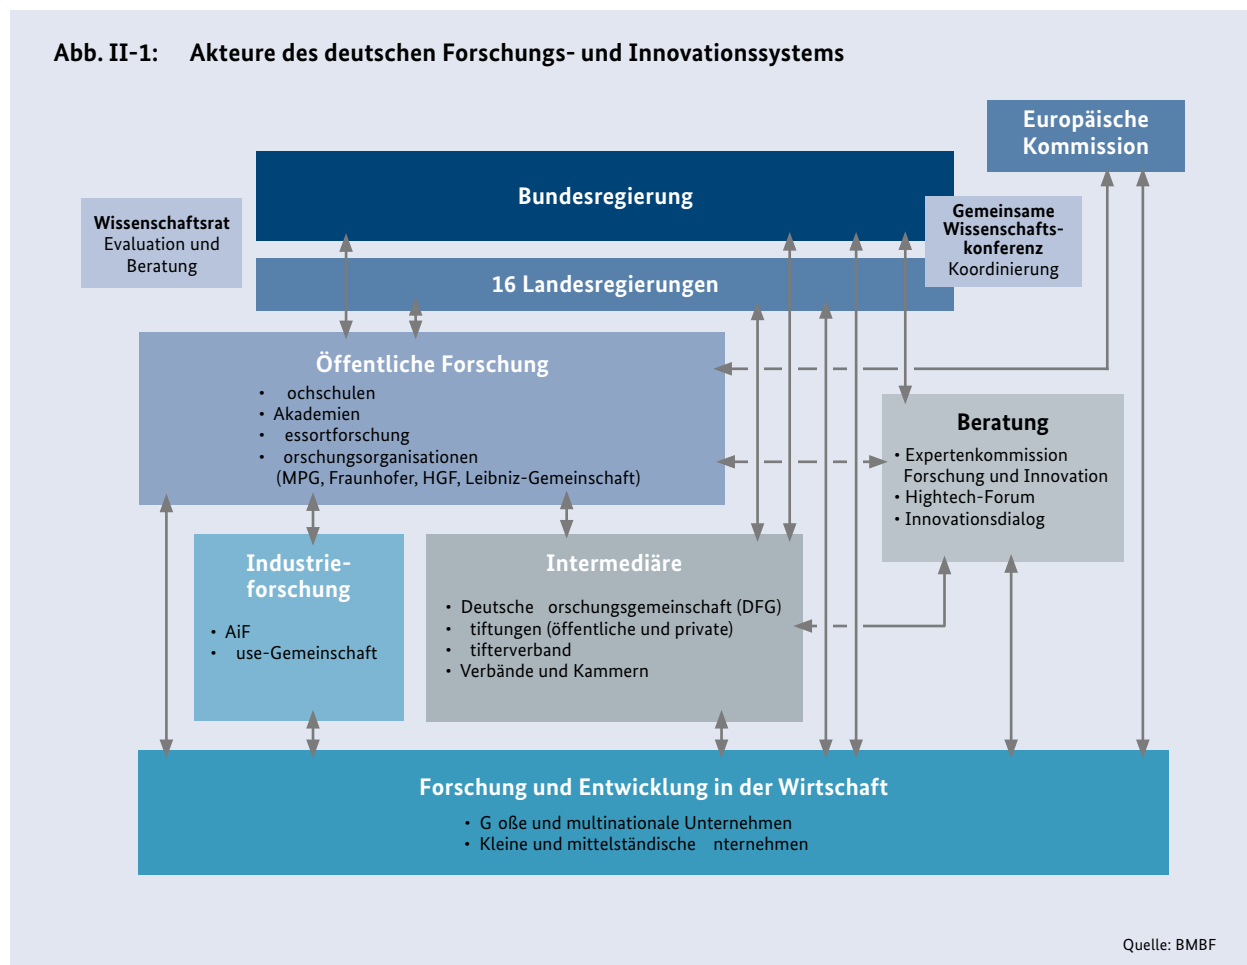 Abb. II-1: Akteure des deutschen Forschungs- und Innovationssystems
Europäische
Kommission
Bundesregierung
Wissenschaftsrat
Evaluation und
Beratung
Gemeinsame
Wissenschafts-
konferenz
Koordinierung
16 Landesregierungen
Öffentliche Forschung
• ochschulen
• Akademien
• essortforschung
• orschungsorganisationen
(MPG, Fraunhofer, HGF, Leibniz-Gemeinschaft)
Beratung
• Expertenkommission
Forschung und Innovation
• Hightech-Forum
• Innovationsdialog
Industrie-
forschung
• AiF
• use-Gemeinschaft
Intermediäre
• Deutsche orschungsgemeinschaft (DFG)
• tiftungen (öffentliche und private)
• tifterverband
• Verbände und Kammern
Forschung und Entwicklung in der Wirtschaft
• G oße und multinationale Unternehmen
• Kleine und mittelständische nternehmen
Quelle: BMBF